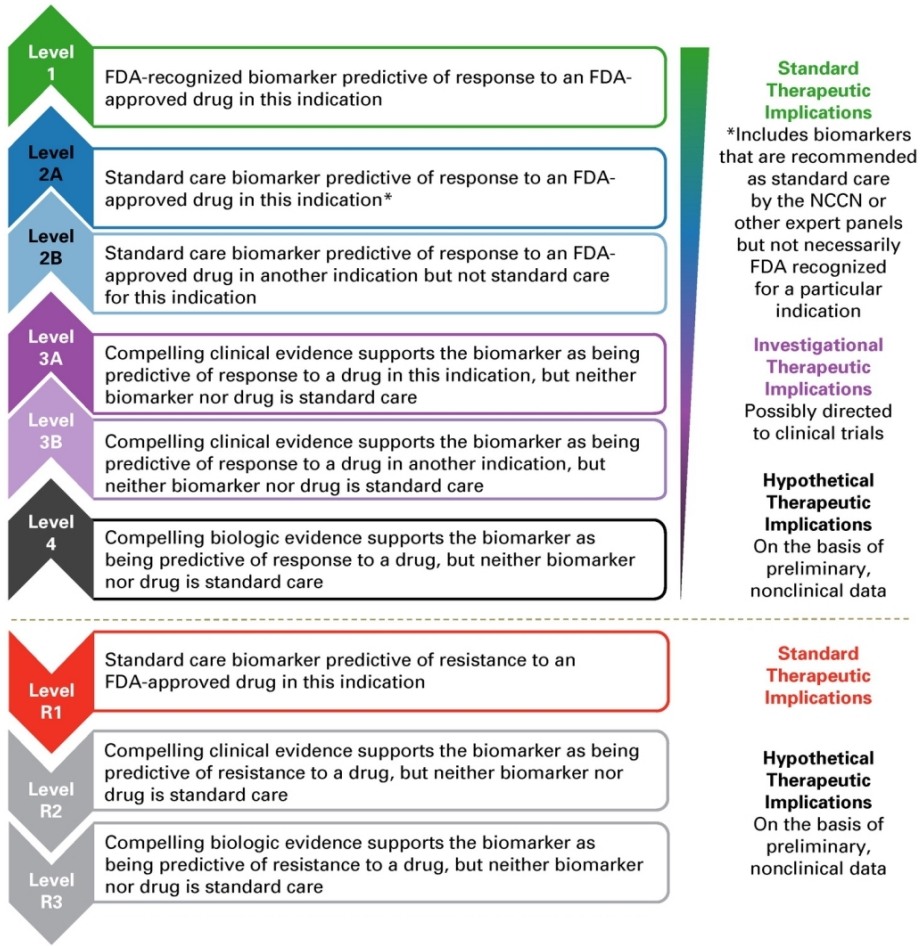 Level
1
FDA-recognized biomarker predictive of response to an FDA-
approved drug in this indication
Level
2A
Standard care biomarker predictive of response to an FDA-
approved drug in this indication*
Level
2B
Standard care biomarker predictive of response to an FDA-
approved drug in another indication but not standard care
for this indication
Level
3A
Compelling clinical evidence supports the biomarker as being
predictive of response to a drug in this indication, but neither
biomarker nor drug is standard care
Level
3B
Compelling clinical evidence supports the biomarker as being
predictive of response to a drug in another indication, but
neither biomarker nor drug is standard care
Level
4
Compelling biologic evidence supports the biomarker as
being predictive of response to a drug, but neither biomarker
nor drug is standard care
Standard
Therapeutic
Implications
*Includes biomarkers
that are recommended
as standard care
by the NCCN or
other expert panels
but not necessarily
FDA recognized
for a particular
indication
Investigational
Therapeutic
Implications
Possibly directed
to clinical trials
Hypothetical
Therapeutic
Implications
On the basis of
preliminary,
nonclinical data
Level
R1
Standard care biomarker predictive of resistance to an
FDA-approved drug in this indication
Level
R2
Compelling clinical evidence supports the biomarker as being
predictive of resistance to a drug, but neither biomarker nor
drug is standard care
Level
R3
Compelling biologic evidence supports the biomarker as
being predictive of resistance to a drug, but neither biomarker
nor drug is standard care
Standard
Therapeutic
Implications
Hypothetical
Therapeutic
Implications
On the basis of
preliminary,
nonclinical data